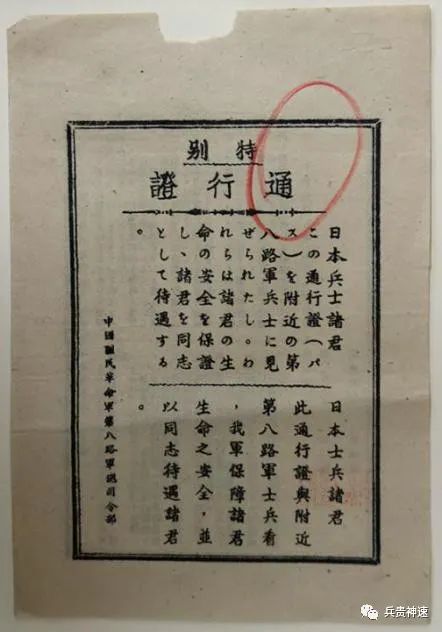 特别
通行證
日本兵士諸君
この通行證(パ
ス)を附近の第
八路軍兵士に見
ぜられたし。わ
れらは諸君の生
命の安全を保證
し、諸君を同志
として待遇する
。
日本士兵諸君
此通行證與附近
第八路軍士兵看
，我軍保障諸君
生命之安全，並
以同志待遇諸君
。
中國國民革命軍第八路軍總司令部
兵贵神速